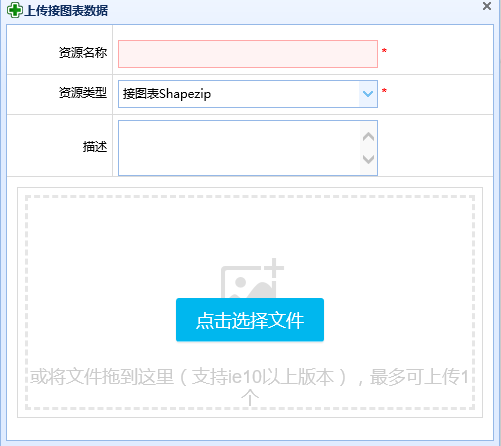 上传接图表数据
资源名称 *
资源类型 接图表Shapezip *
描述
点击选择文件
或将文件拖到这里（支持ie10以上版本），最多可上传1
个